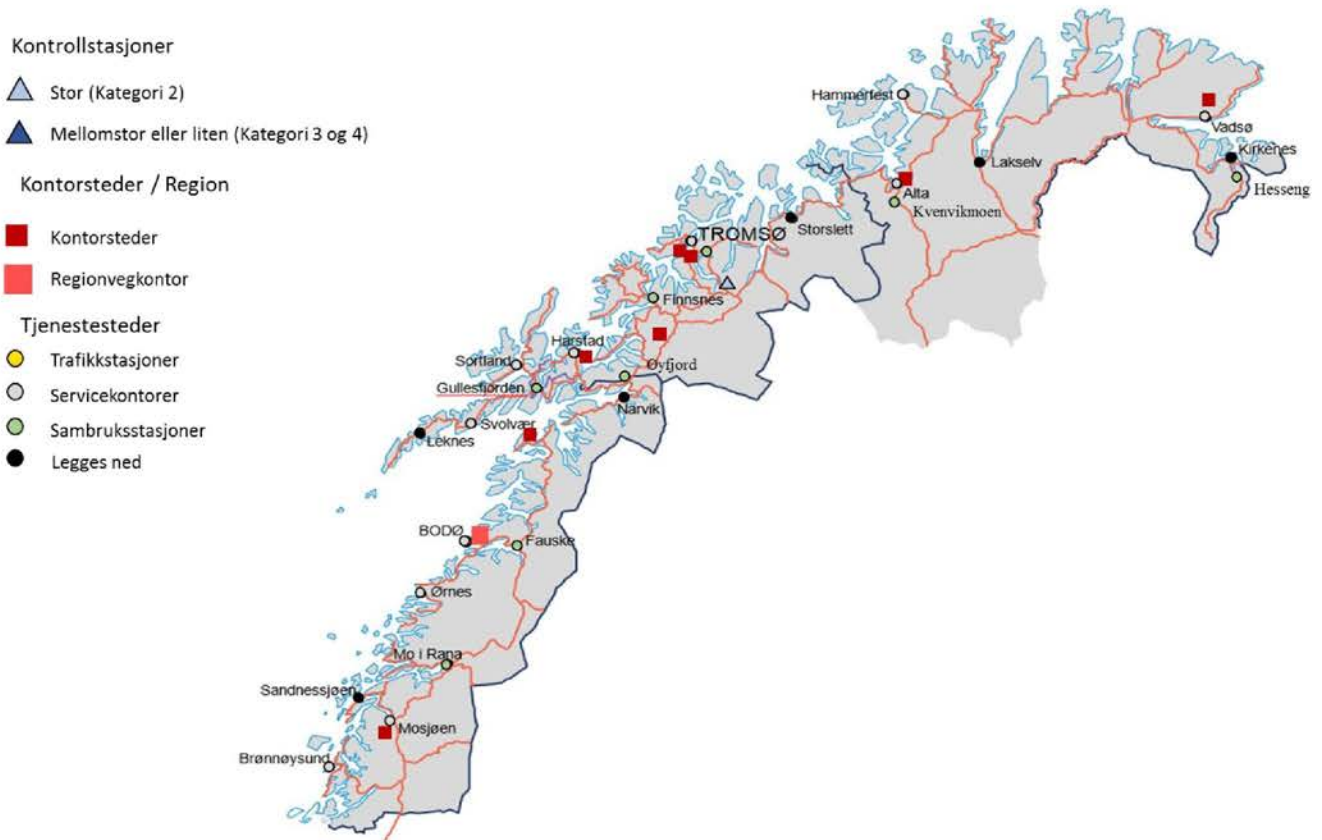 Kontrollstasjoner
Stor (Kategori 2)
Mellomstor eller liten (Kategori 3 og 4)
Kontorsteder / Region
Kontorsteder
Regionvegkontor
Tjenestesteder
Trafikkstasjoner
Servicekontorer
Sambruksstasjoner
Legges ned
Hammerfest
Vadsø
Kirkenes
Lakselv
Hesseng
Alta
Kvenvikmoen
Storslett
TROMSØ
Finnsnes
Harstad
Sortland
Øyfjord
Gullesfjorden
Narvik
Svolvær
Leknes
BODØ
Fauske
Ørnes
Mo i Rana
Sandnessjøen
Mosjøen
Brønnøysund